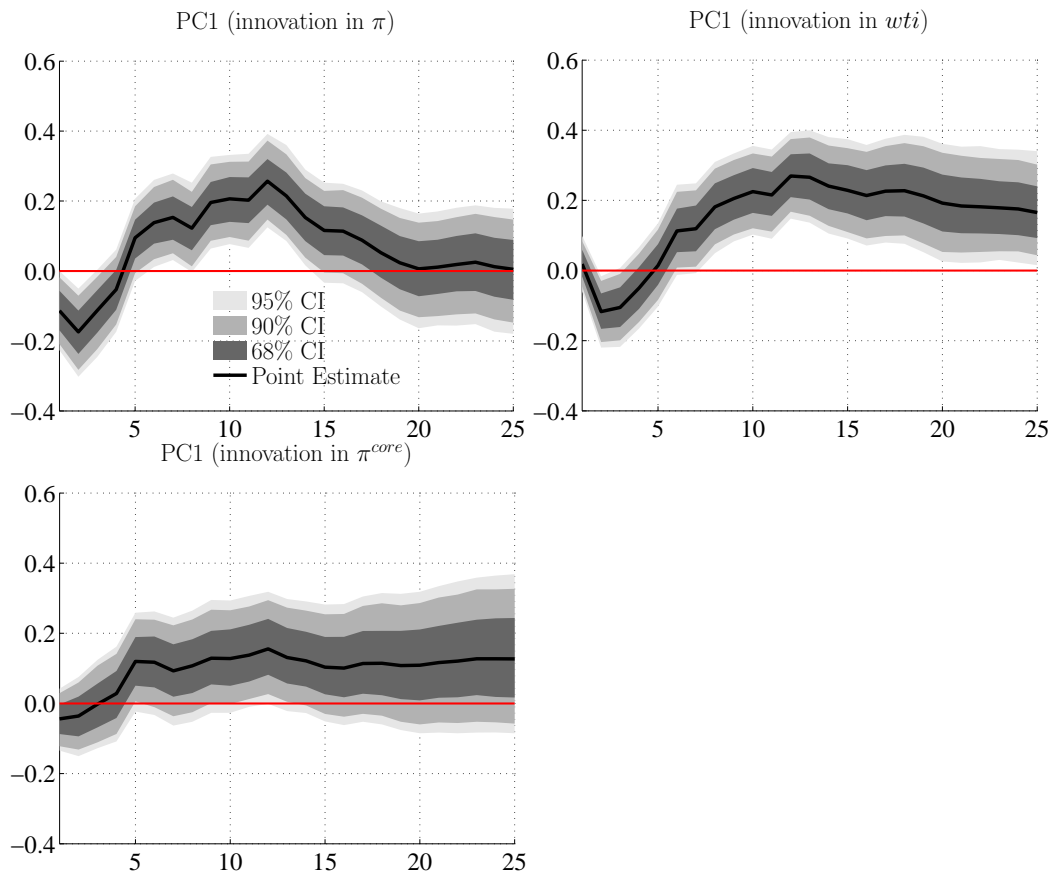 PC1 (innovation in π)
0.6
0.4
0.2
0.0
−0.2
−0.4
5 10 15 20 25
95% CI
90% CI
68% CI
Point Estimate
PC1 (innovation in wti)
0.6
0.4
0.2
0.0
−0.2
−0.4
5 10 15 20 25
PC1 (innovation in π^core)
0.6
0.4
0.2
0.0
−0.2
−0.4
5 10 15 20 25